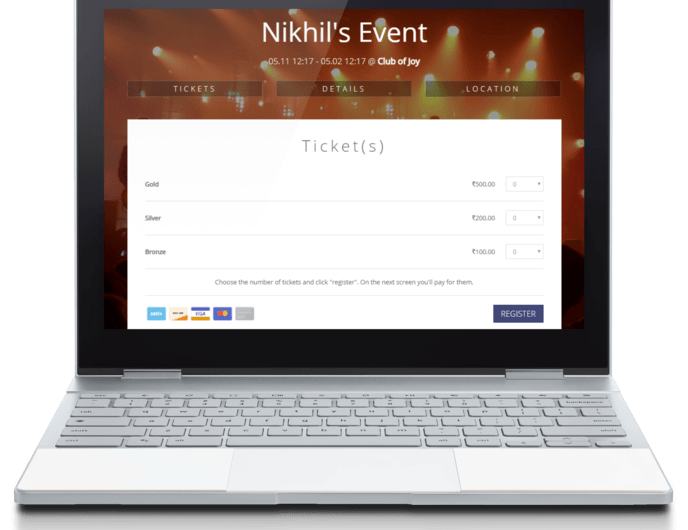 Nikhil's Event
05.11 12:17 - 05.02 12:17 @ Club of Joy
TICKETS DETAILS LOCATION
Ticket(s)
Gold ₹500.00 0
Silver ₹200.00 0
Bronze ₹100.00 0
Choose the number of tickets and click "register". On the next screen you'll pay for them.
VISA REGISTER